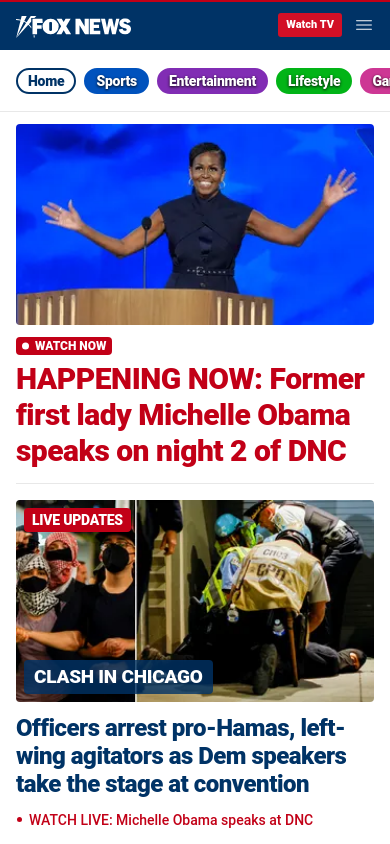 FOX NEWS
Watch TV
Home
Sports
Entertainment
Lifestyle
WATCH NOW
HAPPENING NOW: Former
first lady Michelle Obama
speaks on night 2 of DNC
LIVE UPDATES
CPD
CLASH IN CHICAGO
Officers arrest pro-Hamas, left-
wing agitators as Dem speakers
take the stage at convention
• WATCH LIVE: Michelle Obama speaks at DNC